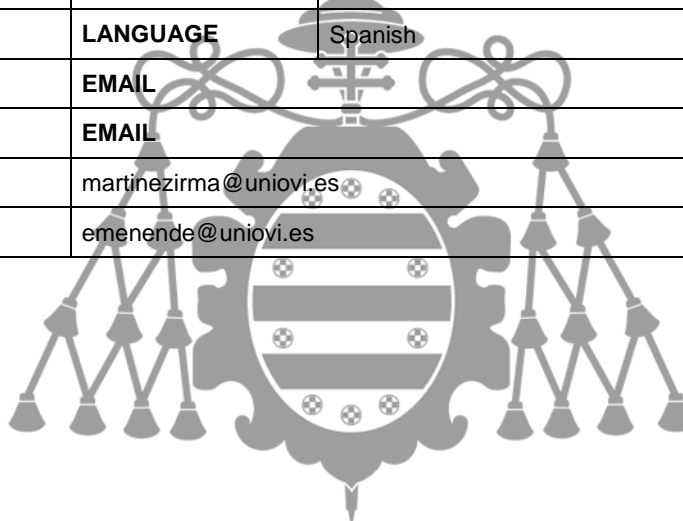 LANGUAGE Spanish
EMAIL
EMAIL
martinezirma@uniovi.es
emenende@uniovi.es